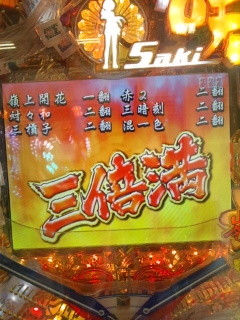 Saki
嶺上開花 一翻 赤2 二翻
対々和 二翻 三暗刻 二翻
三槓子 二翻 混一色 二翻
三倍満